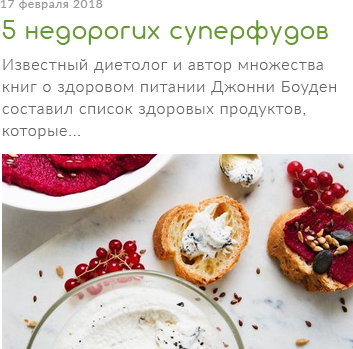 17 февраля 2018
5 недорогих суперфудов
Известный диетолог и автор множества
книг о здоровом питании Джонни Боуден
составил список здоровых продуктов,
которые...